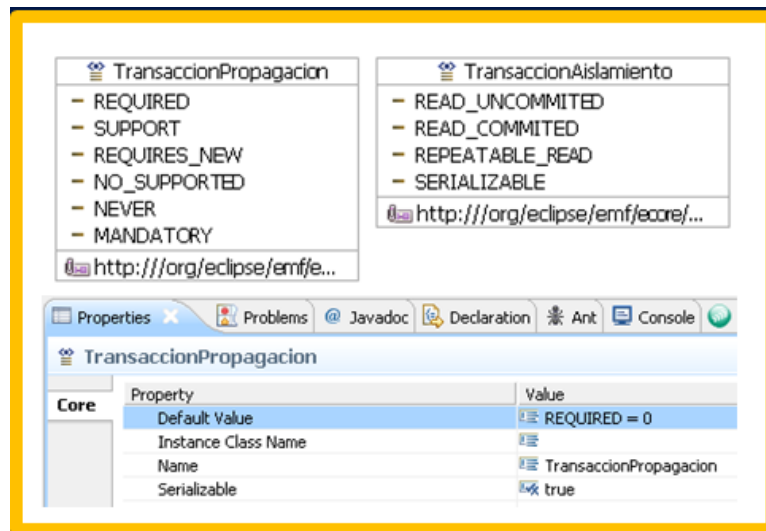 TransaccionPropagacion
REQUIRED
SUPPORT
REQUIRES_NEW
NO_SUPPORTED
NEVER
MANDATORY
http:///org/eclipse/emf/e...
TransaccionAislamiento
READ_UNCOMMITED
READ_COMMITED
REPEATABLE_READ
SERIALIZABLE
http:///org/eclipse/emf/ecore/...
Properties Problems @ Javadoc Declaration Ant Console
TransaccionPropagacion
Core
Property Value
Default Value REQUIRED = 0
Instance Class Name
Name TransaccionPropagacion
Serializable true